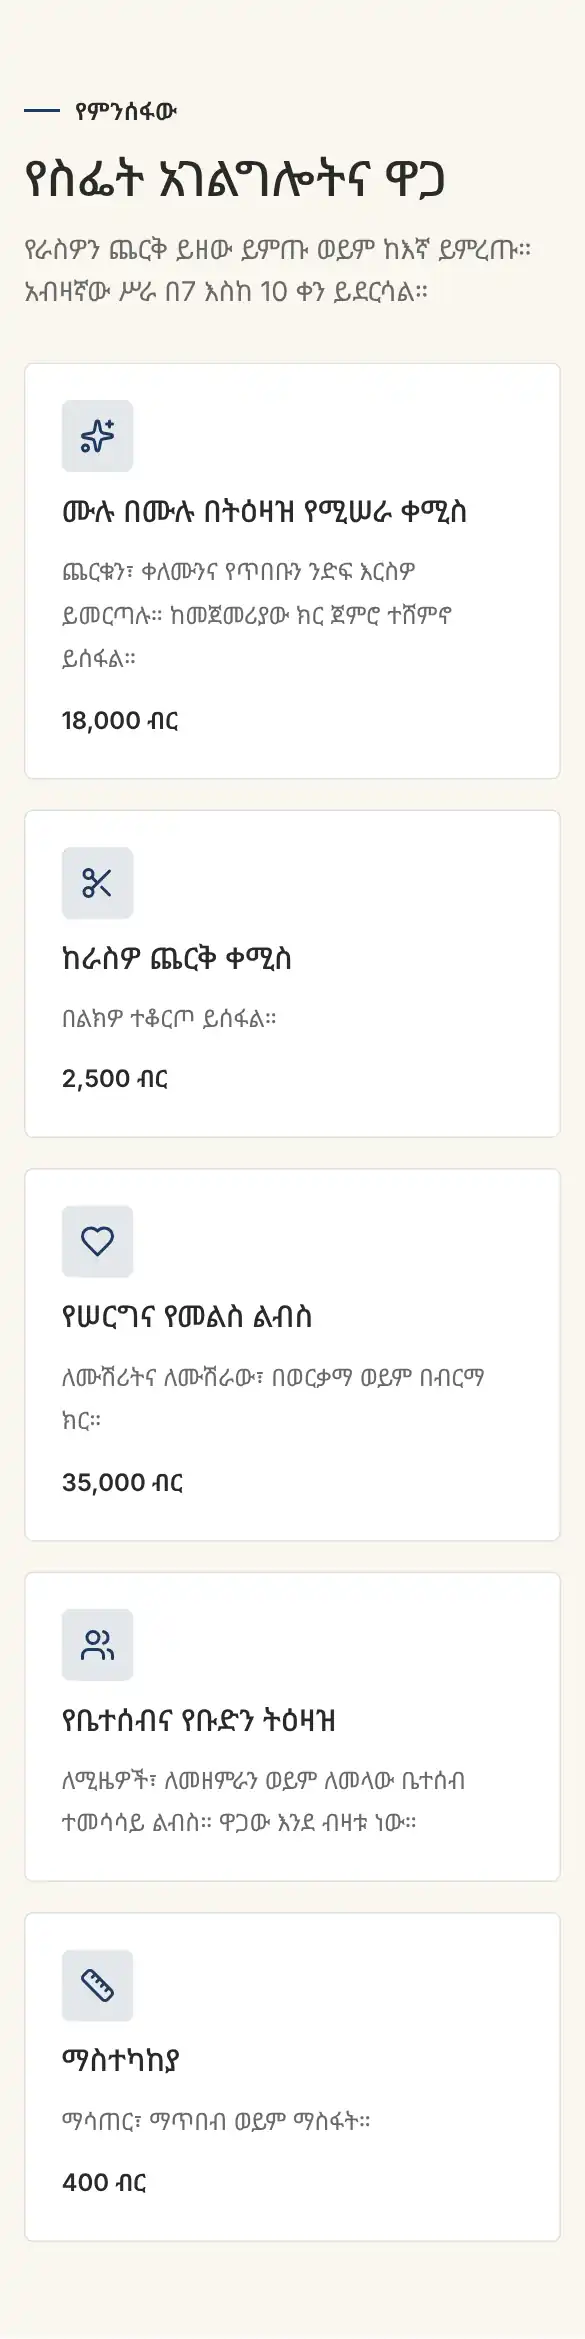 የምንሰፋው
የስፌት አገልግሎትና ዋጋ
የራስዎን ጨርቅ ይዘው ይምጡ ወይም ከእኛ ይምረጡ።
አብዛኛው ሥራ በ7 እስከ 10 ቀን ይደርሳል።
ሙሉ በሙሉ በትዕዛዝ የሚሠራ ቀሚስ
ጨርቁን፣ ቀለሙንና የጥበቡን ንድፍ እርስዎ
ይመርጣሉ። ከመጀመሪያው ክር ጀምሮ ተሸምኖ
ይሰፋል።
18,000 ብር
ከራስዎ ጨርቅ ቀሚስ
በልክዎ ተቆርጦ ይሰፋል።
2,500 ብር
የሠርግና የመልስ ልብስ
ለሙሽሪትና ለሙሽራው፣ በወርቃማ ወይም በብርማ
ክር።
35,000 ብር
የቤተሰብና የቡድን ትዕዛዝ
ለሚዜዎች፣ ለመዘምራን ወይም ለመላው ቤተሰብ
ተመሳሳይ ልብስ። ዋጋው እንደ ብዛቱ ነው።
ማስተካከያ
ማሳጠር፣ ማጥበብ ወይም ማስፋት።
400 ብር